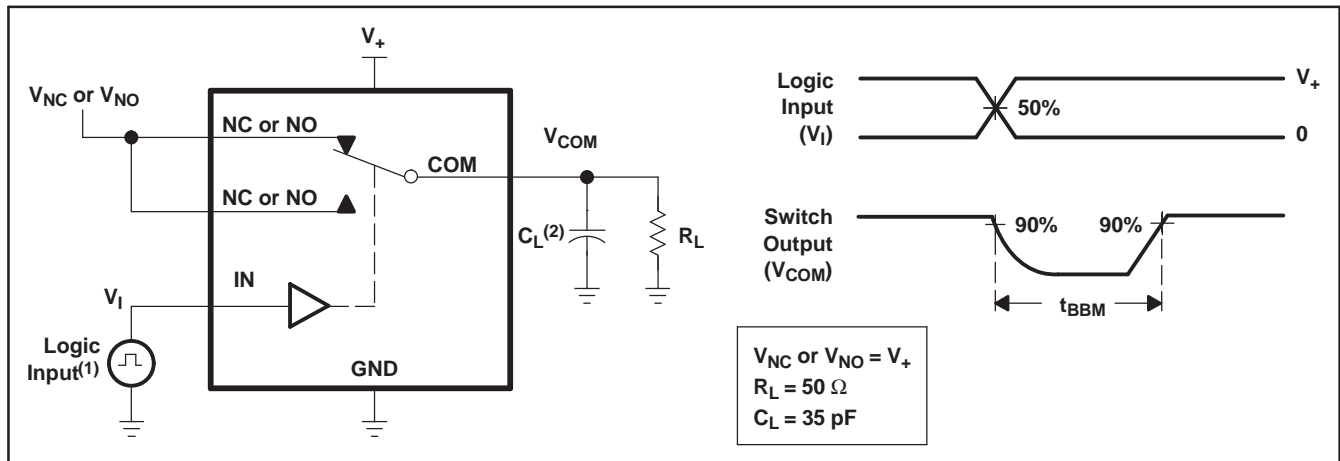 V+
VNC or VNO
NC or NO
COM
VCOM
NC or NO
CL(2)
RL
IN
VI
Logic
Input(1)
GND
Logic
Input
(VI)
V+
50%
0
Switch
Output
(VCOM)
90%
90%
tBBM
VNC or VNO = V+
RL = 50 Ω
CL = 35 pF